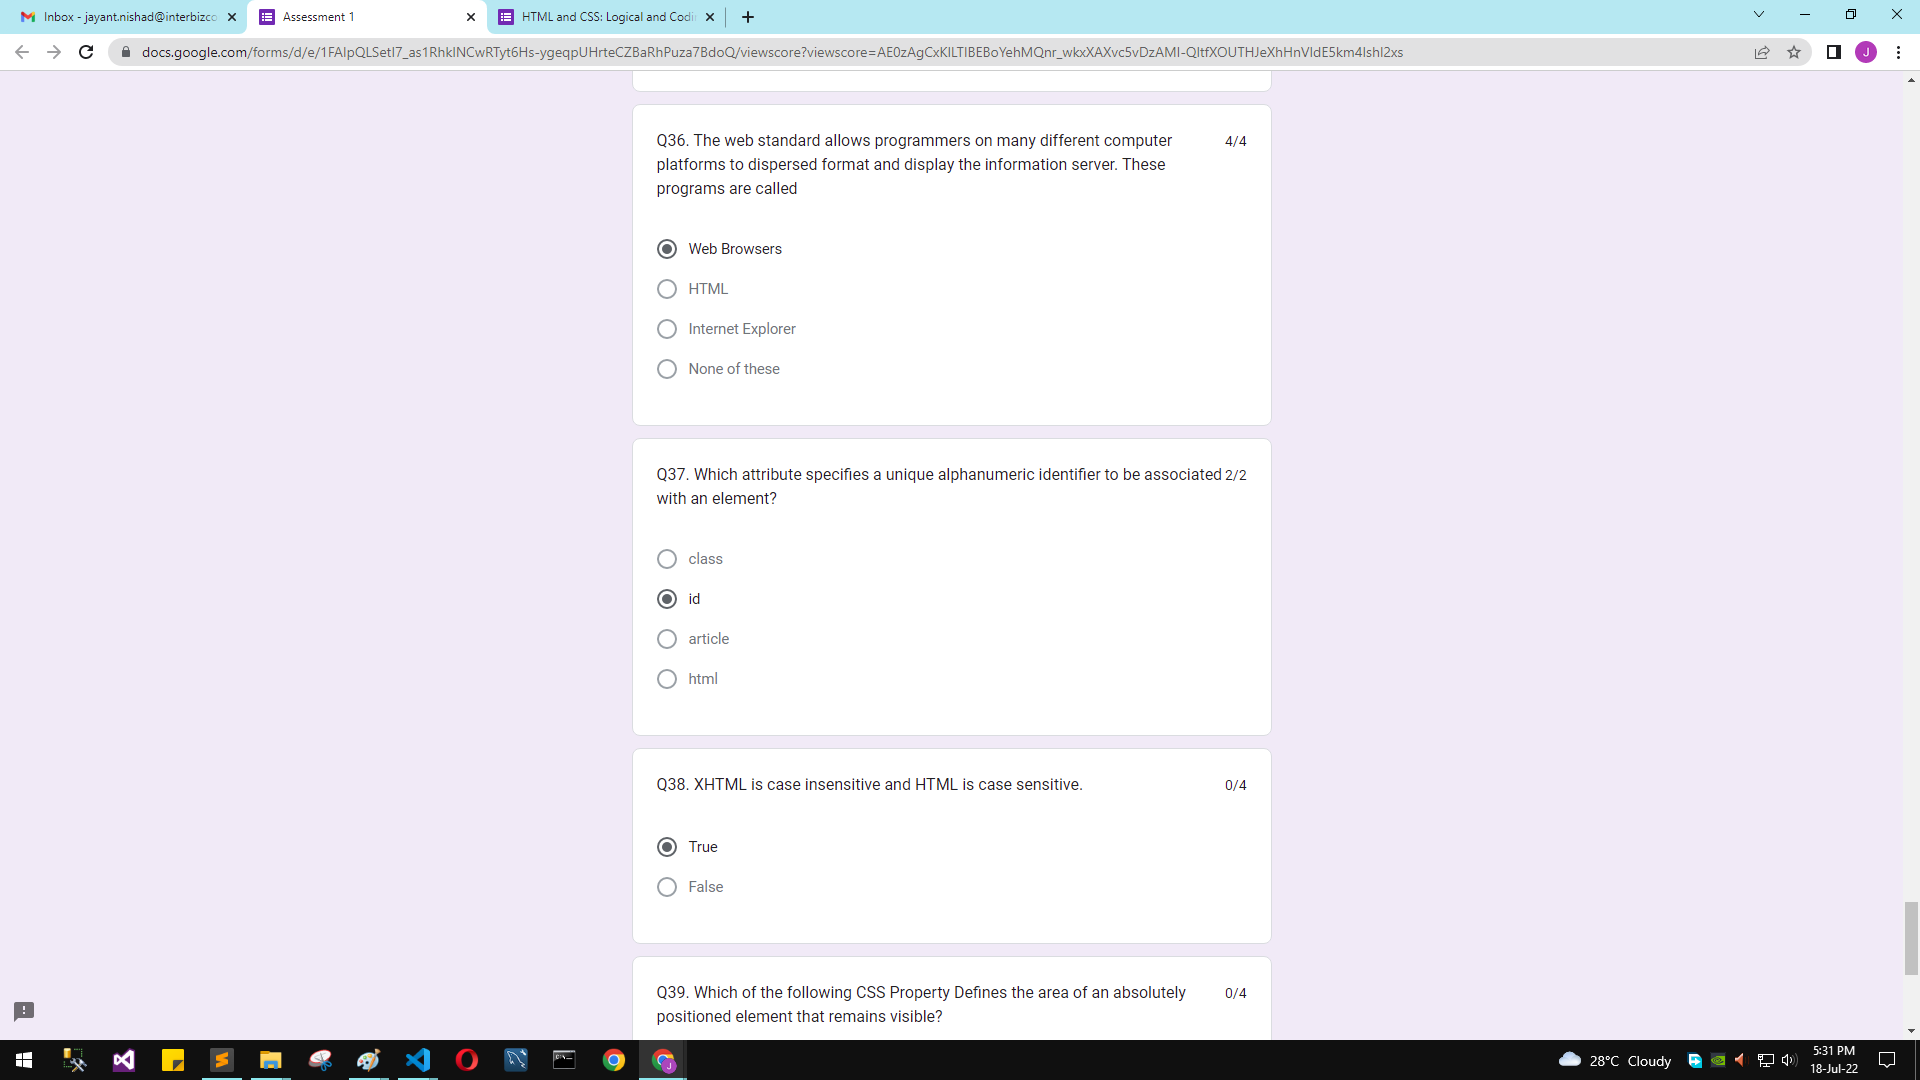 Inbox - jayant.nishad@interbizco
Assessment 1
HTML and CSS: Logical and Codi
docs.google.com/forms/d/e/1FAIpQLSetI7_as1RhkINCwRTyt6Hs-ygeqpUHrteCZBaRhPuza7BdoQ/viewscore?viewscore=AE0zAgCxKILTIBEBoYehMQnr_wkxXAXvc5vDzAMI-QltfXOUTHJeXhHnVIdE5km4Ishl2xs
J
Q36. The web standard allows programmers on many different computer
4/4
platforms to dispersed format and display the information server. These
programs are called
Web Browsers
HTML
Internet Explorer
None of these
Q37. Which attribute specifies a unique alphanumeric identifier to be associated
2/2
with an element?
class
id
article
html
Q38. XHTML is case insensitive and HTML is case sensitive.
0/4
True
False
Q39. Which of the following CSS Property Defines the area of an absolutely
0/4
positioned element that remains visible?
28°C Cloudy
5:31 PM
18-Jul-22